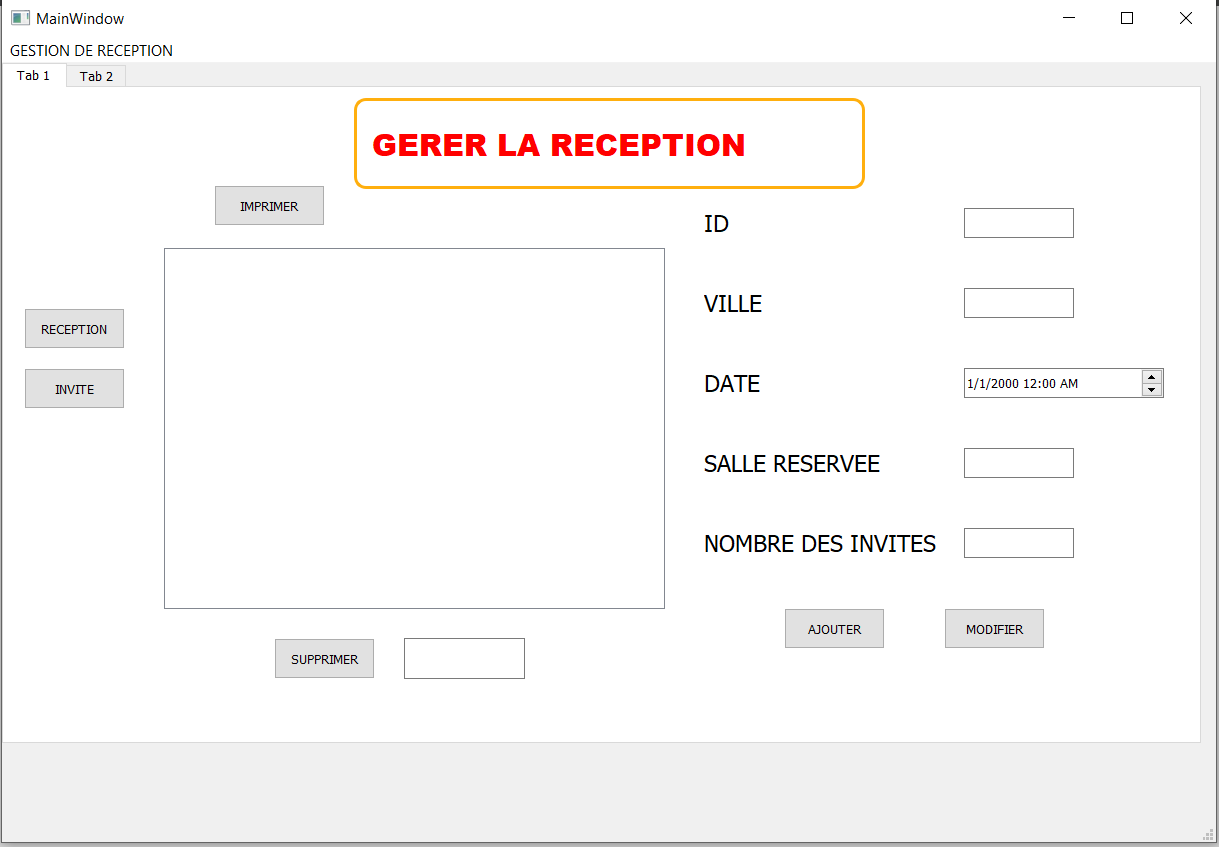 MainWindow
GESTION DE RECEPTION
Tab 1 Tab 2
GERER LA RECEPTION
IMPRIMER
RECEPTION
INVITE
SUPPRIMER
ID
VILLE
DATE 1/1/2000 12:00 AM
SALLE RESERVEE
NOMBRE DES INVITES
AJOUTER MODIFIER